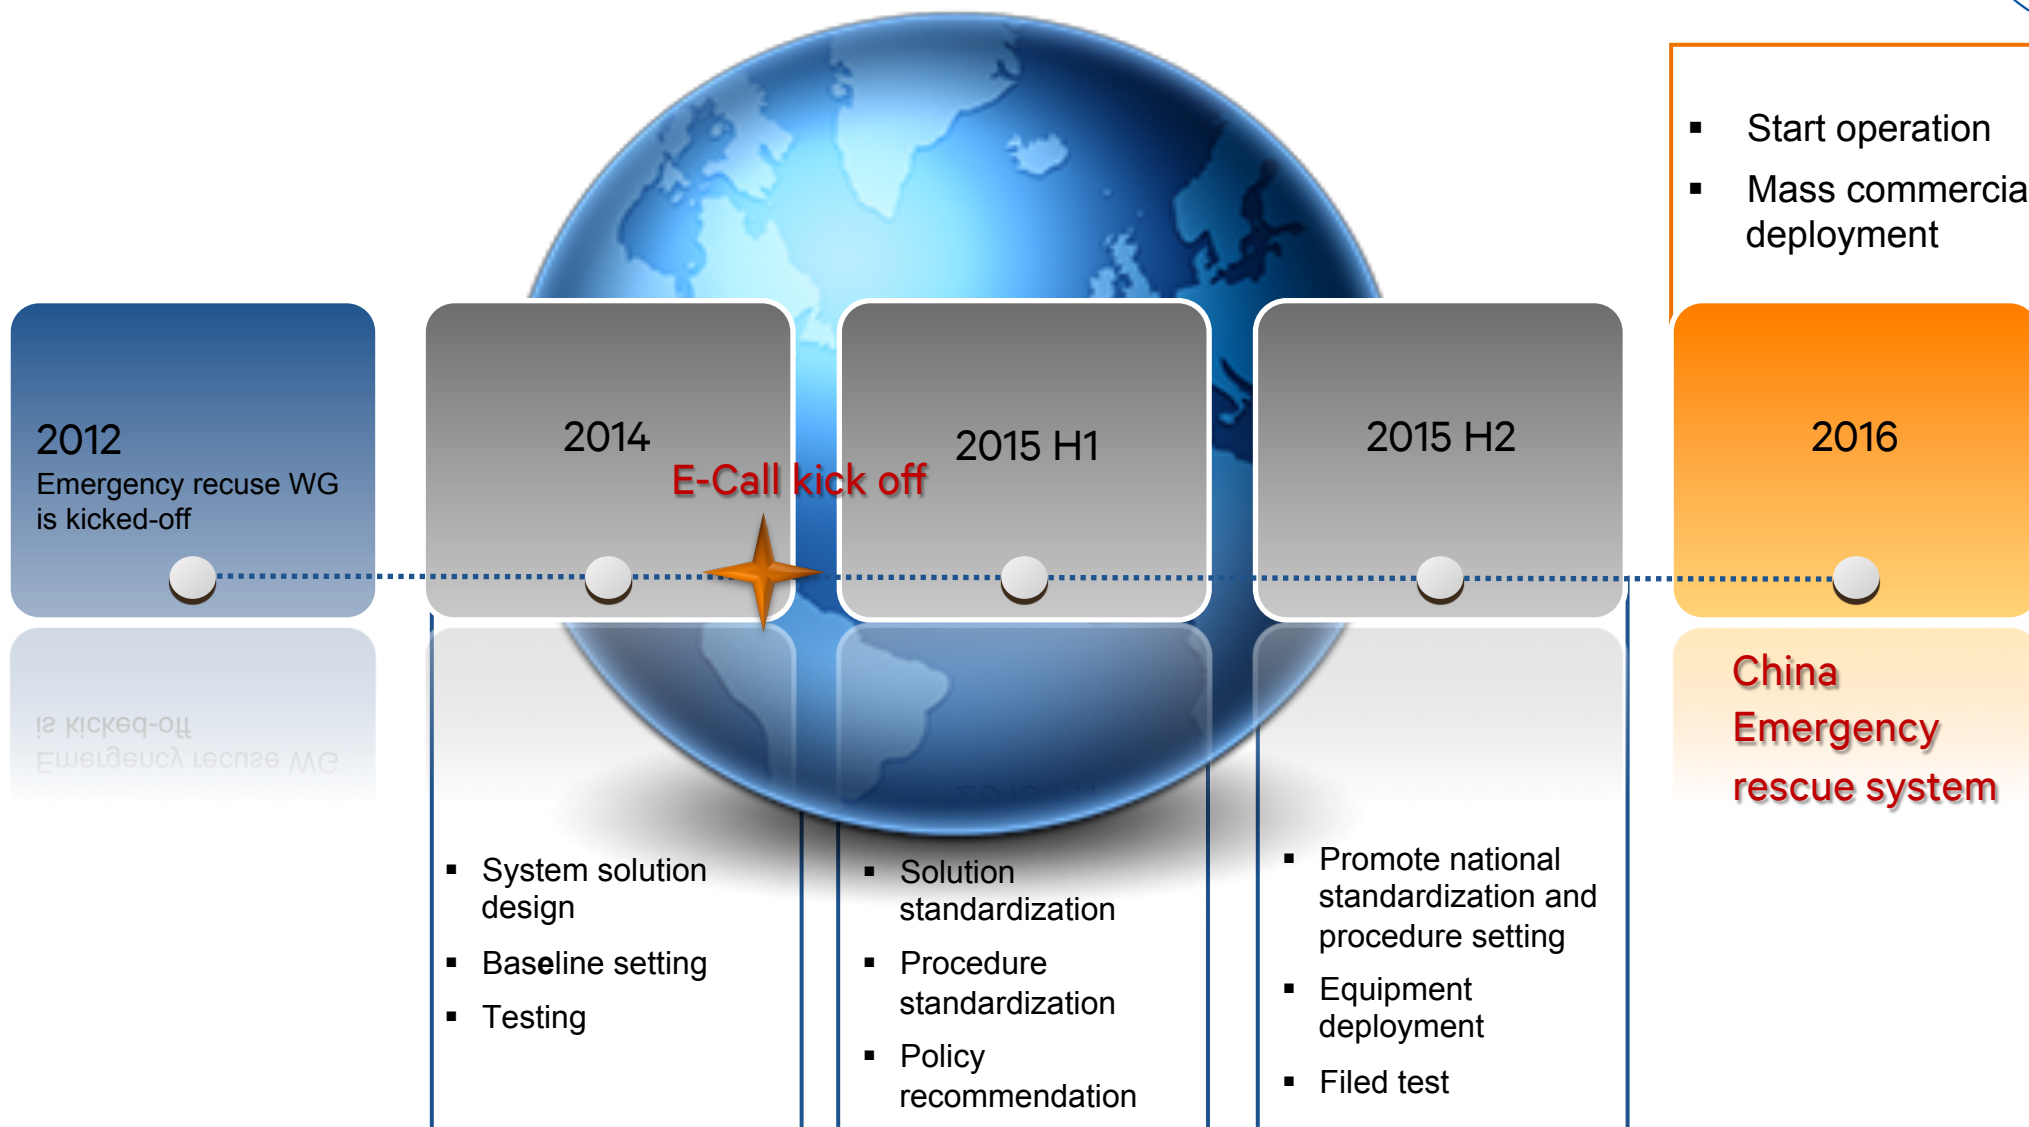 ▪ Start operation
▪ Mass commercia
deployment
2012
Emergency recuse WG
is kicked-off
2014
E-Call kick off
2015 H1
2015 H2
2016
China
Emergency
rescue system
▪ System solution
design
▪ Baseline setting
▪ Testing
▪ Solution
standardization
▪ Procedure
standardization
▪ Policy
recommendation
▪ Promote national
standardization and
procedure setting
▪ Equipment
deployment
▪ Filed test